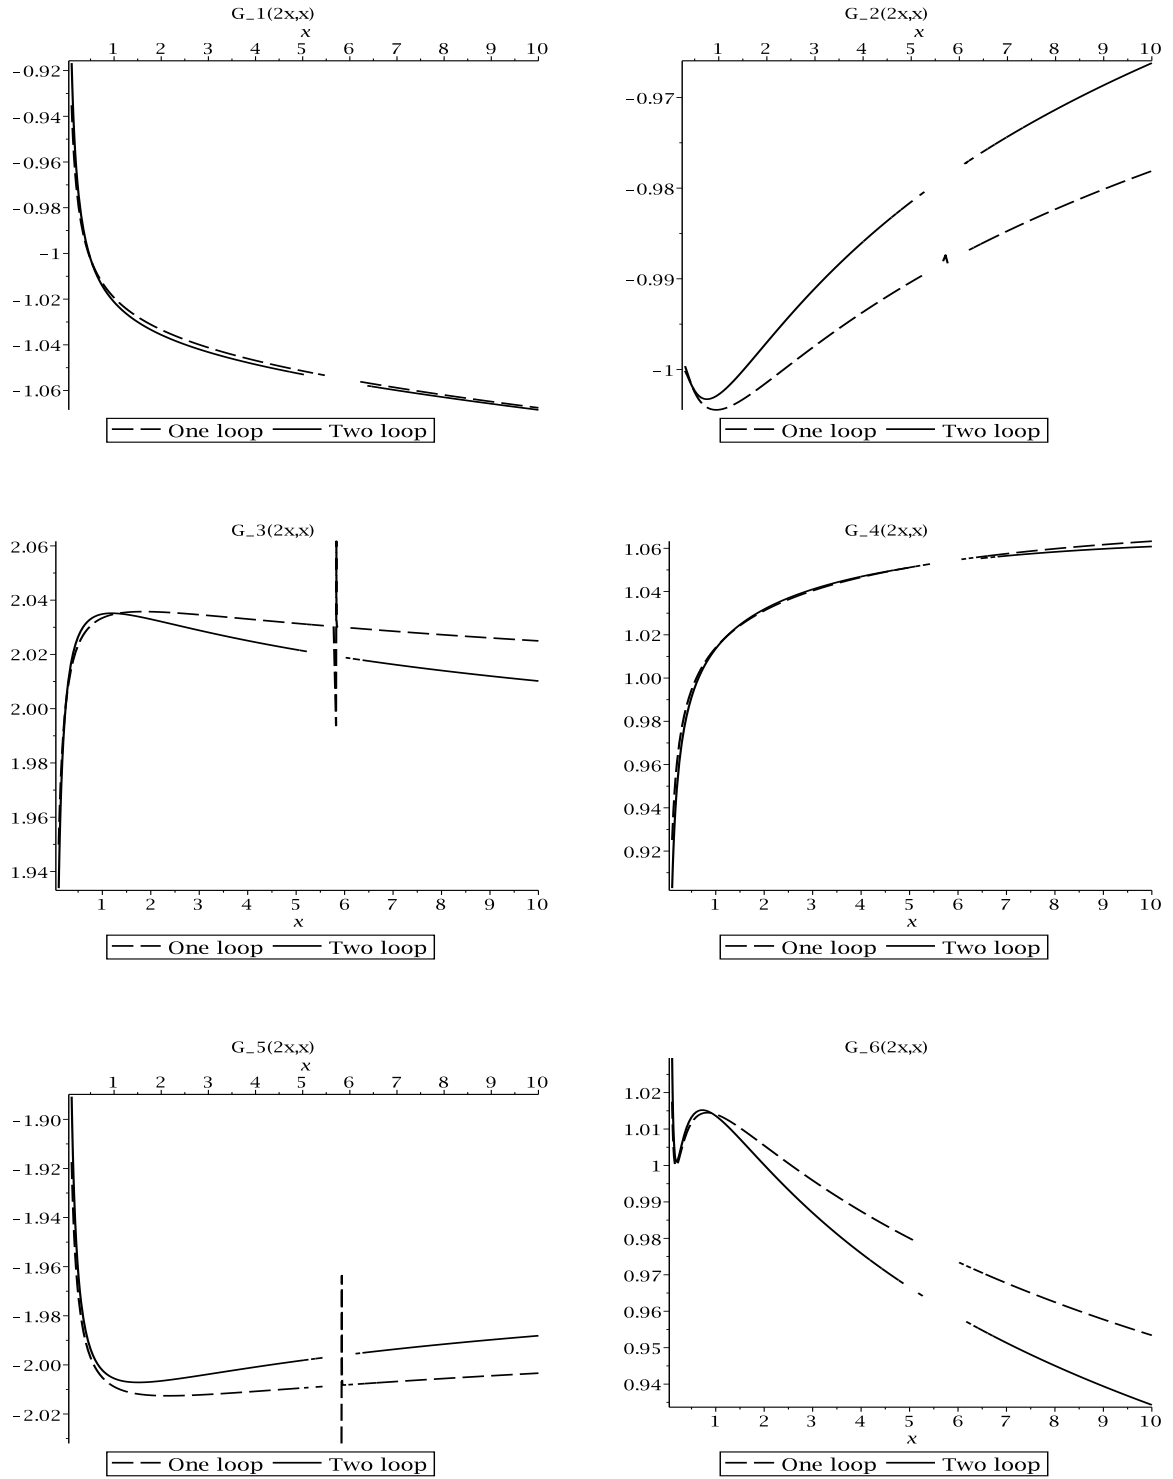 G_1(2x,x)
x
1 2 3 4 5 6 7 8 9 10
−0.92
−0.94
−0.96
−0.98
−1
−1.02
−1.04
−1.06
One loop Two loop
G_2(2x,x)
x
1 2 3 4 5 6 7 8 9 10
−0.97
−0.98
−0.99
−1
One loop Two loop
G_3(2x,x)
2.06
2.04
2.02
2.00
1.98
1.96
1.94
1 2 3 4 5 6 7 8 9 10
x
One loop Two loop
G_4(2x,x)
1.06
1.04
1.02
1.00
0.98
0.96
0.94
0.92
1 2 3 4 5 6 7 8 9 10
x
One loop Two loop
G_5(2x,x)
x
1 2 3 4 5 6 7 8 9 10
−1.90
−1.92
−1.94
−1.96
−1.98
−2.00
−2.02
One loop Two loop
G_6(2x,x)
1.02
1.01
1
0.99
0.98
0.97
0.96
0.95
0.94
1 2 3 4 5 6 7 8 9 10
x
One loop Two loop